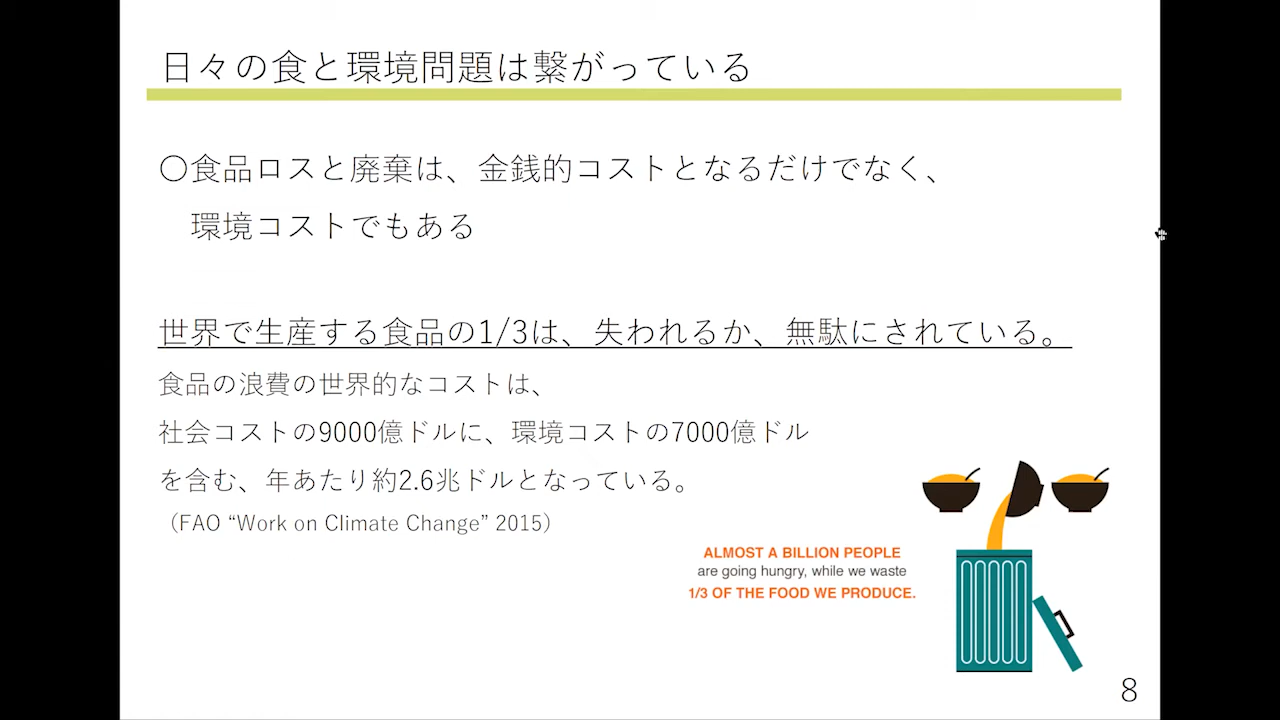 日々の食と環境問題は繋がっている
〇食品ロスと廃棄は、金銭的コストとなるだけでなく、
環境コストでもある
世界で生産する食品の1/3は、失われるか、無駄にされている。
食品の浪費の世界的なコストは、
社会コストの9000億ドルに、環境コストの7000億ドル
を含む、年あたり約2.6兆ドルとなっている。
（FAO “Work on Climate Change” 2015）
ALMOST A BILLION PEOPLE
are going hungry, while we waste
1/3 OF THE FOOD WE PRODUCE.
8